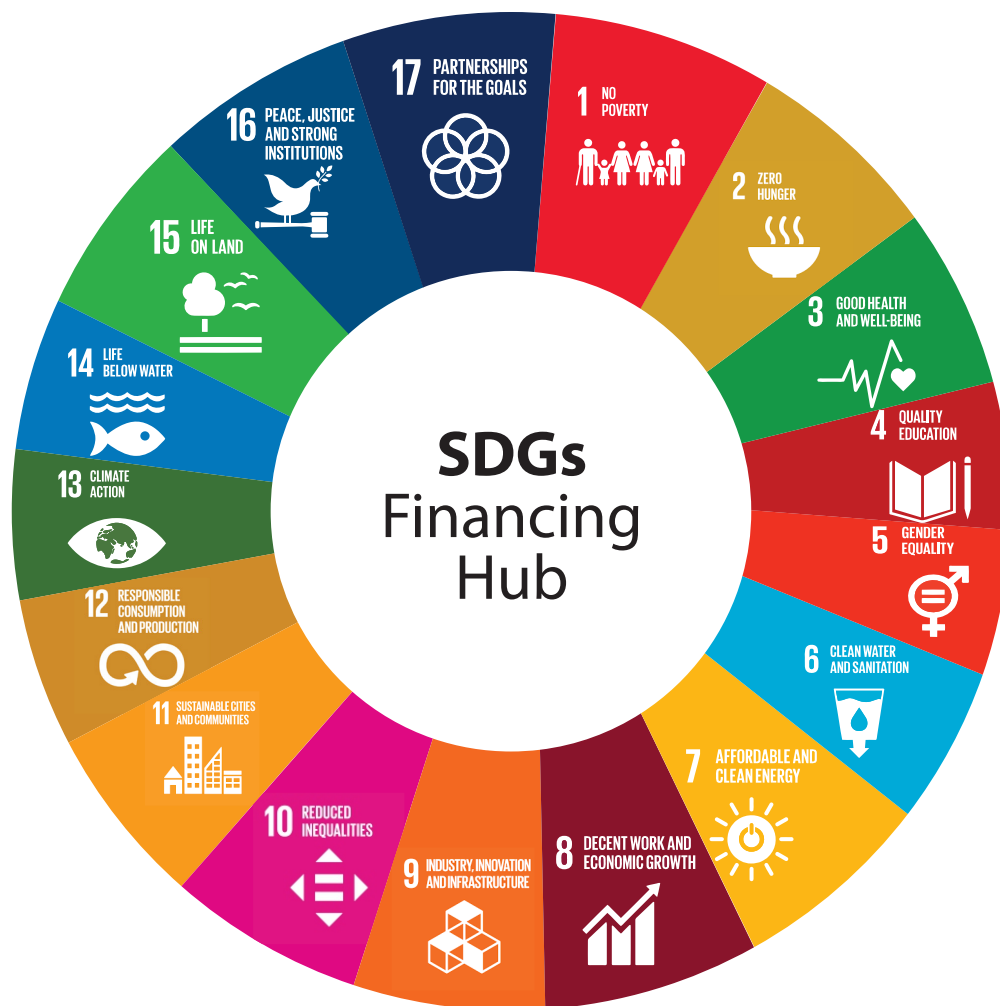 SDGs
Financing
Hub
1 NO
POVERTY
2 ZERO
HUNGER
3 GOOD HEALTH
AND WELL-BEING
4 QUALITY
EDUCATION
5 GENDER
EQUALITY
6 CLEAN WATER
AND SANITATION
7 AFFORDABLE AND
CLEAN ENERGY
8 DECENT WORK AND
ECONOMIC GROWTH
9 INDUSTRY, INNOVATION
AND INFRASTRUCTURE
10 REDUCED
INEQUALITIES
11 SUSTAINABLE CITIES
AND COMMUNITIES
12 RESPONSIBLE
CONSUMPTION
AND PRODUCTION
13 CLIMATE
ACTION
14 LIFE
BELOW WATER
15 LIFE
ON LAND
16 PEACE, JUSTICE
AND STRONG
INSTITUTIONS
17 PARTNERSHIPS
FOR THE GOALS